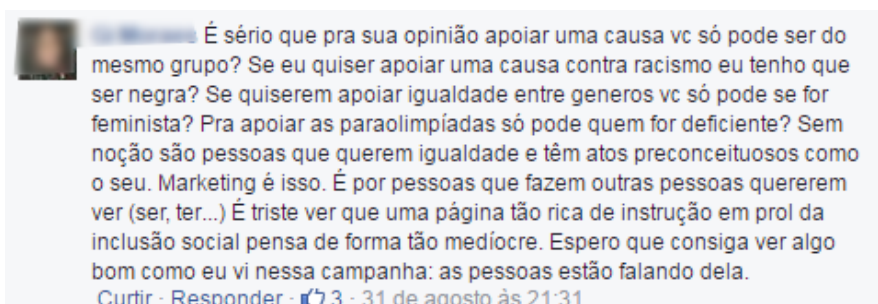 É sério que pra sua opinião apoiar uma causa vc só pode ser do
mesmo grupo? Se eu quiser apoiar uma causa contra racismo eu tenho que
ser negra? Se quiserem apoiar igualdade entre generos vc só pode se for
feminista? Pra apoiar as paraolimpíadas só pode quem for deficiente? Sem
noção são pessoas que querem igualdade e têm atos preconceituosos como
o seu. Marketing é isso. É por pessoas que fazem outras pessoas quererem
ver (ser, ter...) É triste ver que uma página tão rica de instrução em prol da
inclusão social pensa de forma tão medíocre. Espero que consiga ver algo
bom como eu vi nessa campanha: as pessoas estão falando dela.
Curtir · Responder · 3 · 31 de agosto às 21:31